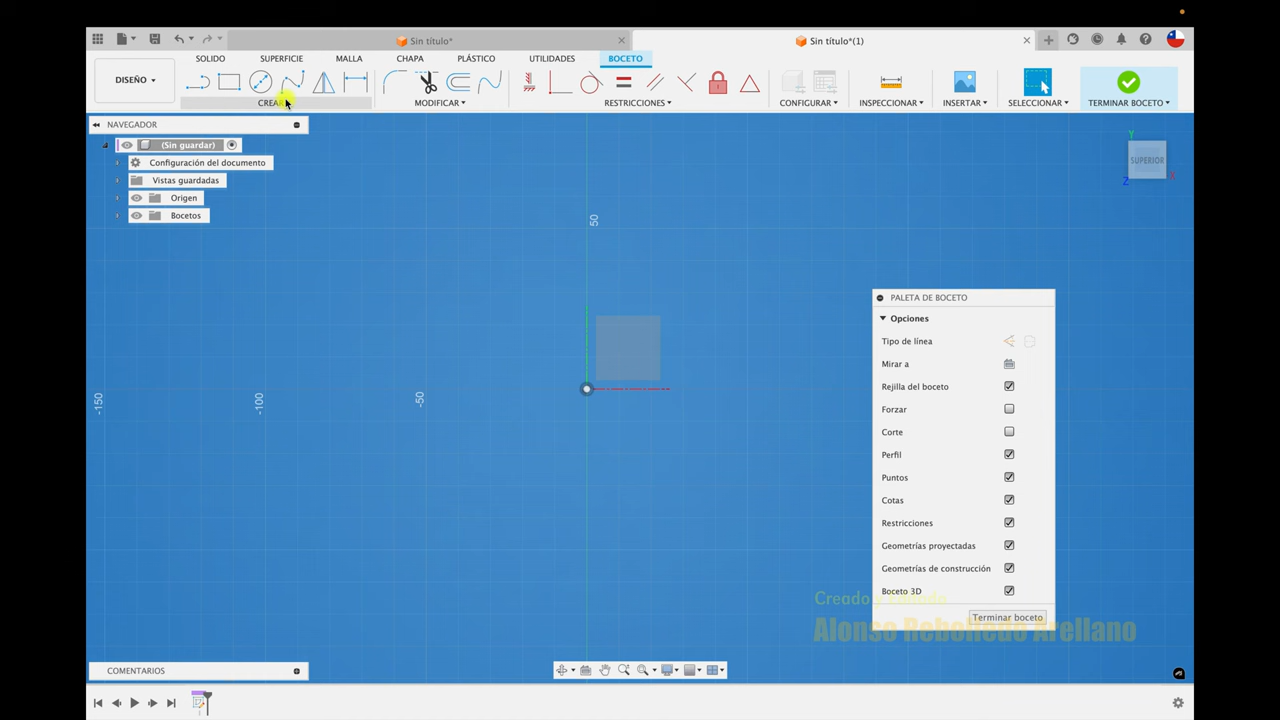 Sin título*
Sin título*(1)
DISEÑO
SOLIDO
SUPERFICIE
MALLA
CHAPA
PLÁSTICO
UTILIDADES
BOCETO
CREAR
MODIFICAR
RESTRICCIONES
CONFIGURAR
INSPECCIONAR
INSERTAR
SELECCIONAR
TERMINAR BOCETO
NAVEGADOR
(Sin guardar)
Configuración del documento
Vistas guardadas
Origen
Bocetos
Y
SUPERIOR
Z
X
50
-150
-100
-50
PALETA DE BOCETO
Opciones
Tipo de línea
Mirar a
Rejilla del boceto
Forzar
Corte
Perfil
Puntos
Cotas
Restricciones
Geometrías proyectadas
Geometrías de construcción
Boceto 3D
Terminar boceto
Alonso Rebolledo Arellano
COMENTARIOS